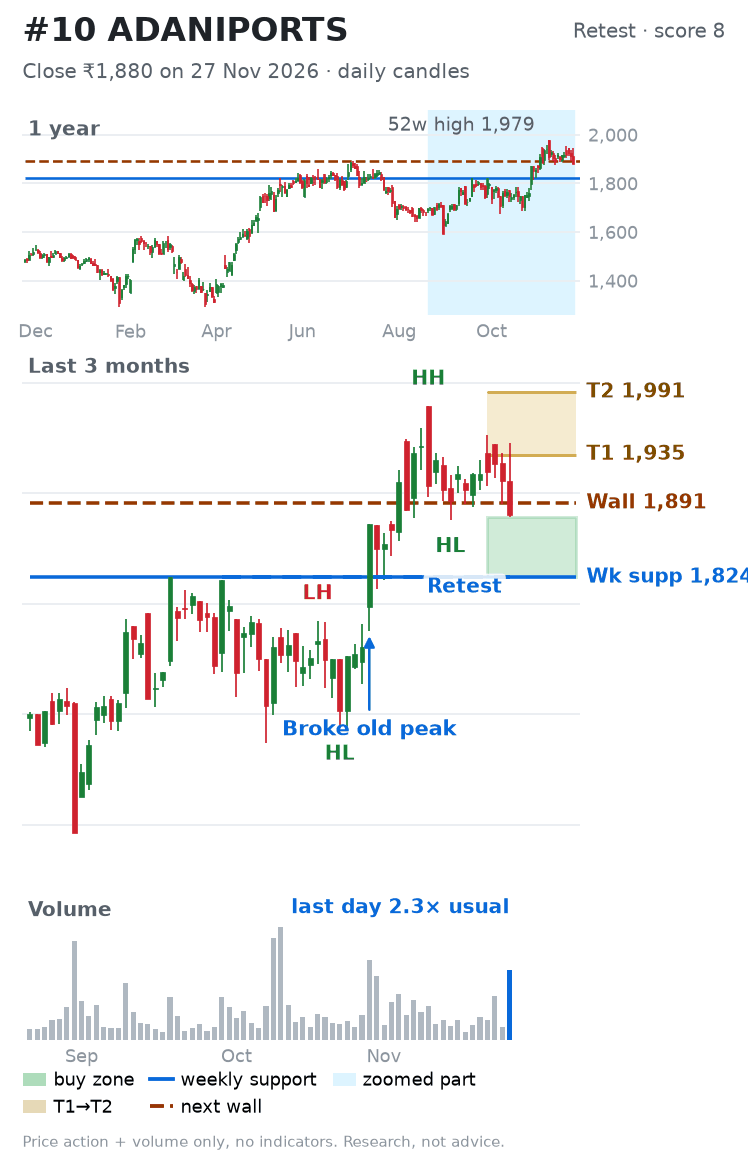 #10 ADANIPORTS
Retest · score 8
Close ₹1,880 on 27 Nov 2026 · daily candles
1 year
52w high 1,979
2,000
1,800
1,600
1,400
Dec Feb Apr Jun Aug Oct
Last 3 months
HH
T2 1,991
T1 1,935
Wall 1,891
HL
Wk supp 1,824
Retest
LH
Broke old peak
HL
Volume
last day 2.3× usual
Sep Oct Nov
buy zone weekly support zoomed part
T1→T2 next wall
Price action + volume only, no indicators. Research, not advice.